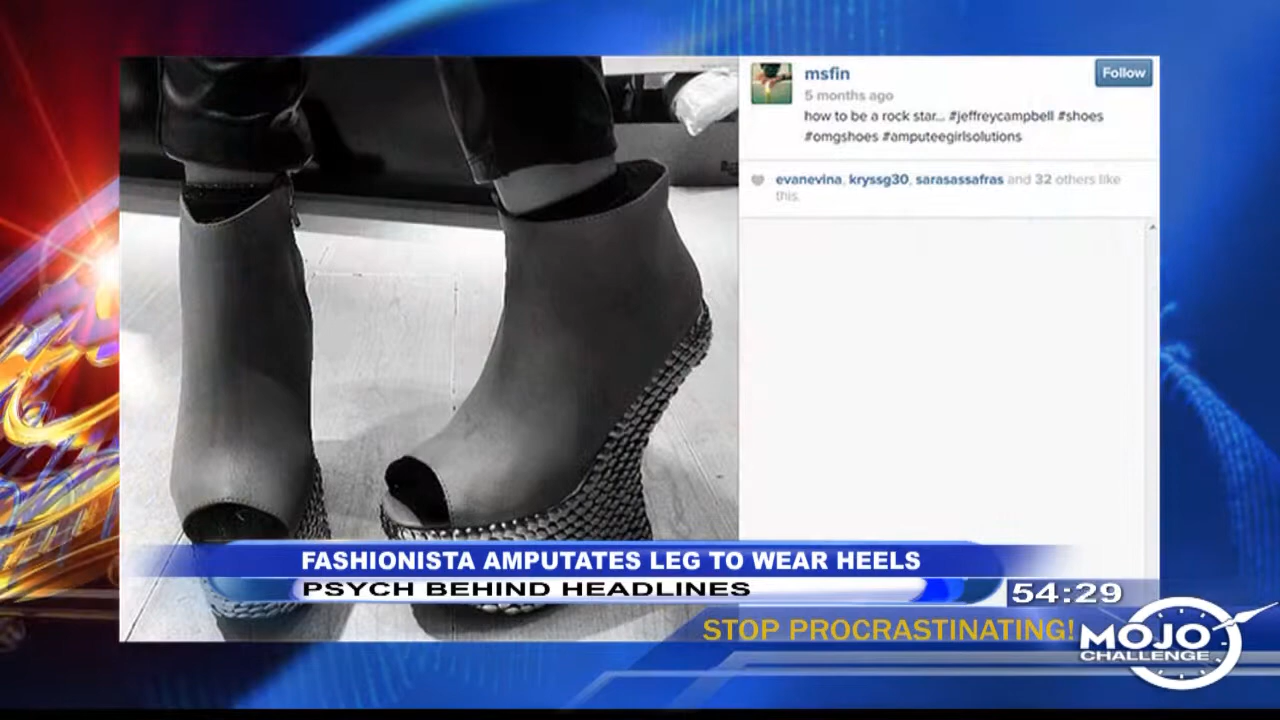 msfin
Follow
5 months ago
how to be a rock star... #jeffreycampbell #shoes
#omgshoes #amputeegirlsolutions
evanevina, kryssg30, sarasassafras and 32 others like
this.
FASHIONISTA AMPUTATES LEG TO WEAR HEELS
PSYCH BEHIND HEADLINES
54:29
STOP PROCRASTINATING!
MOJO
CHALLENGE